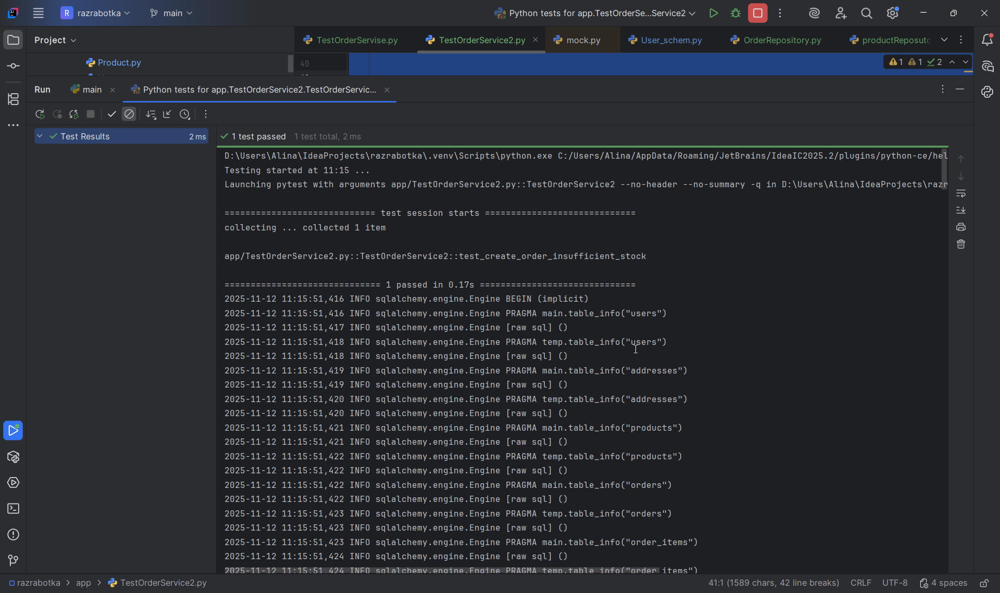 R razrabotka main Python tests for app.TestOrderSe...Service2
Project TestOrderServise.py TestOrderService2.py mock.py User_schem.py OrderRepository.py productReposutc
Product.py 40 1 1 2
Run main Python tests for app.TestOrderService2.TestOrderServic...
Test Results 2 ms 1 test passed 1 test total, 2 ms
D:\Users\Alina\IdeaProjects\razrabotka\.venv\Scripts\python.exe C:/Users/Alina/AppData/Roaming/JetBrains/IdeaIC2025.2/plugins/python-ce/hel
Testing started at 11:15 ...
Launching pytest with arguments app/TestOrderService2.py::TestOrderService2 --no-header --no-summary -q in D:\Users\Alina\IdeaProjects\razr
============================= test session starts =============================
collecting ... collected 1 item
app/TestOrderService2.py::TestOrderService2::test_create_order_insufficient_stock
============================== 1 passed in 0.17s ==============================
2025-11-12 11:15:51,416 INFO sqlalchemy.engine.Engine BEGIN (implicit)
2025-11-12 11:15:51,416 INFO sqlalchemy.engine.Engine PRAGMA main.table_info("users")
2025-11-12 11:15:51,417 INFO sqlalchemy.engine.Engine [raw sql] ()
2025-11-12 11:15:51,418 INFO sqlalchemy.engine.Engine PRAGMA temp.table_info("users")
2025-11-12 11:15:51,418 INFO sqlalchemy.engine.Engine [raw sql] ()
2025-11-12 11:15:51,419 INFO sqlalchemy.engine.Engine PRAGMA main.table_info("addresses")
2025-11-12 11:15:51,419 INFO sqlalchemy.engine.Engine [raw sql] ()
2025-11-12 11:15:51,420 INFO sqlalchemy.engine.Engine PRAGMA temp.table_info("addresses")
2025-11-12 11:15:51,420 INFO sqlalchemy.engine.Engine [raw sql] ()
2025-11-12 11:15:51,421 INFO sqlalchemy.engine.Engine PRAGMA main.table_info("products")
2025-11-12 11:15:51,421 INFO sqlalchemy.engine.Engine [raw sql] ()
2025-11-12 11:15:51,422 INFO sqlalchemy.engine.Engine PRAGMA temp.table_info("products")
2025-11-12 11:15:51,422 INFO sqlalchemy.engine.Engine [raw sql] ()
2025-11-12 11:15:51,422 INFO sqlalchemy.engine.Engine PRAGMA main.table_info("orders")
2025-11-12 11:15:51,422 INFO sqlalchemy.engine.Engine [raw sql] ()
2025-11-12 11:15:51,423 INFO sqlalchemy.engine.Engine PRAGMA temp.table_info("orders")
2025-11-12 11:15:51,423 INFO sqlalchemy.engine.Engine [raw sql] ()
2025-11-12 11:15:51,423 INFO sqlalchemy.engine.Engine PRAGMA main.table_info("order_items")
2025-11-12 11:15:51,424 INFO sqlalchemy.engine.Engine [raw sql] ()
2025-11-12 11:15:51,424 INFO sqlalchemy.engine.Engine PRAGMA temp.table_info("order_items")
razrabotka > app > TestOrderService2.py 41:1 (1589 chars, 42 line breaks) CRLF UTF-8 4 spaces